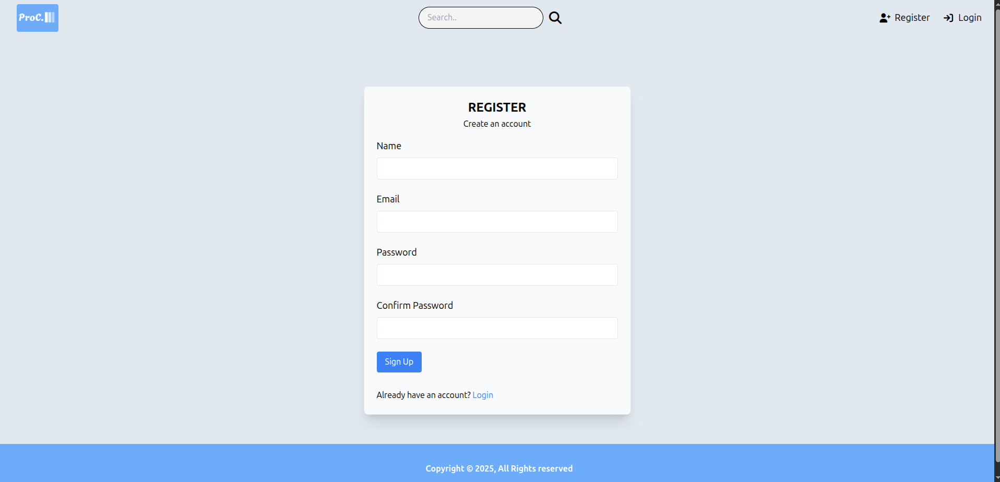 ProC.
Search..
Register
Login
REGISTER
Create an account
Name
Email
Password
Confirm Password
Sign Up
Already have an account? Login
Copyright © 2025, All Rights reserved